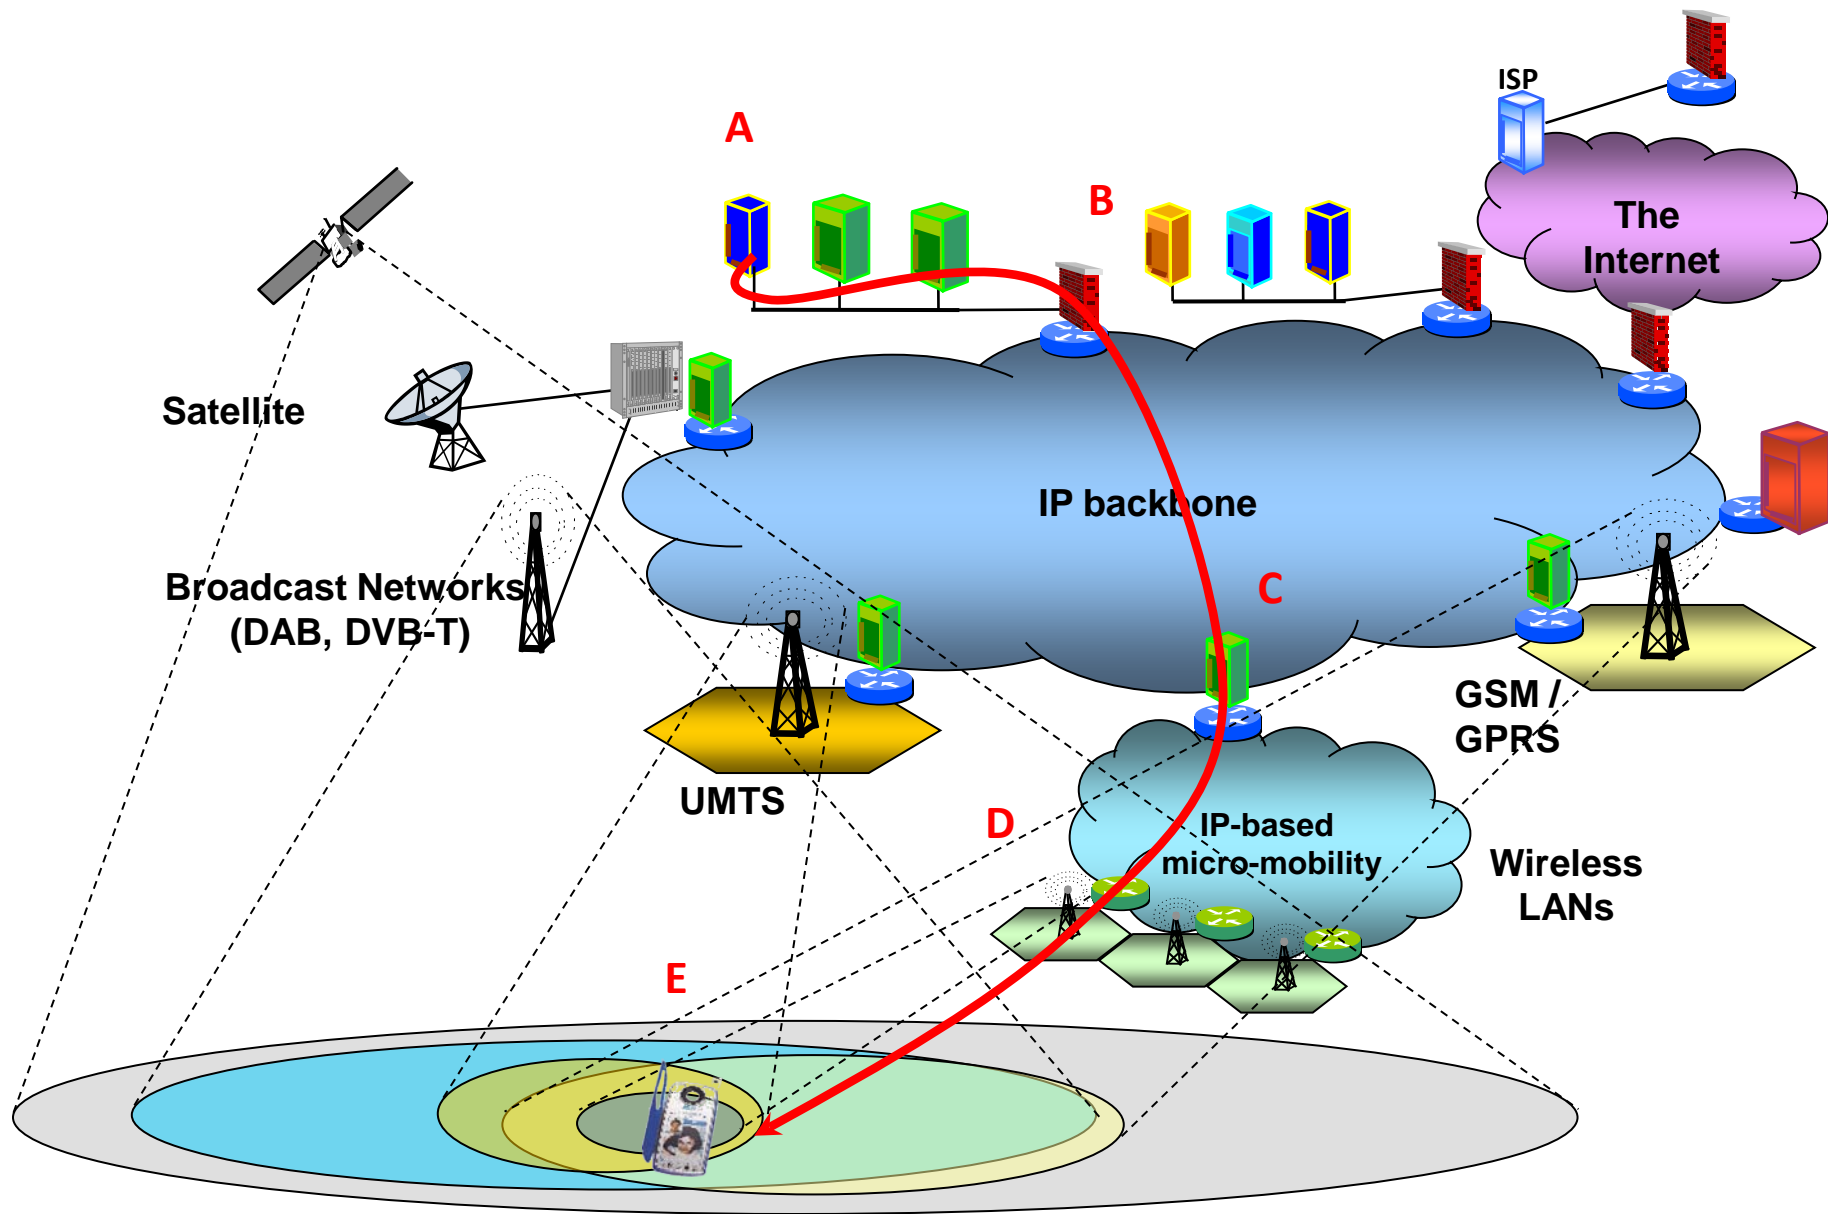 ISP
A
B
The
Internet
Satellite
IP backbone
Broadcast Networks
(DAB, DVB-T)
C
GSM /
GPRS
UMTS
D
IP-based
micro-mobility
Wireless
LANs
E